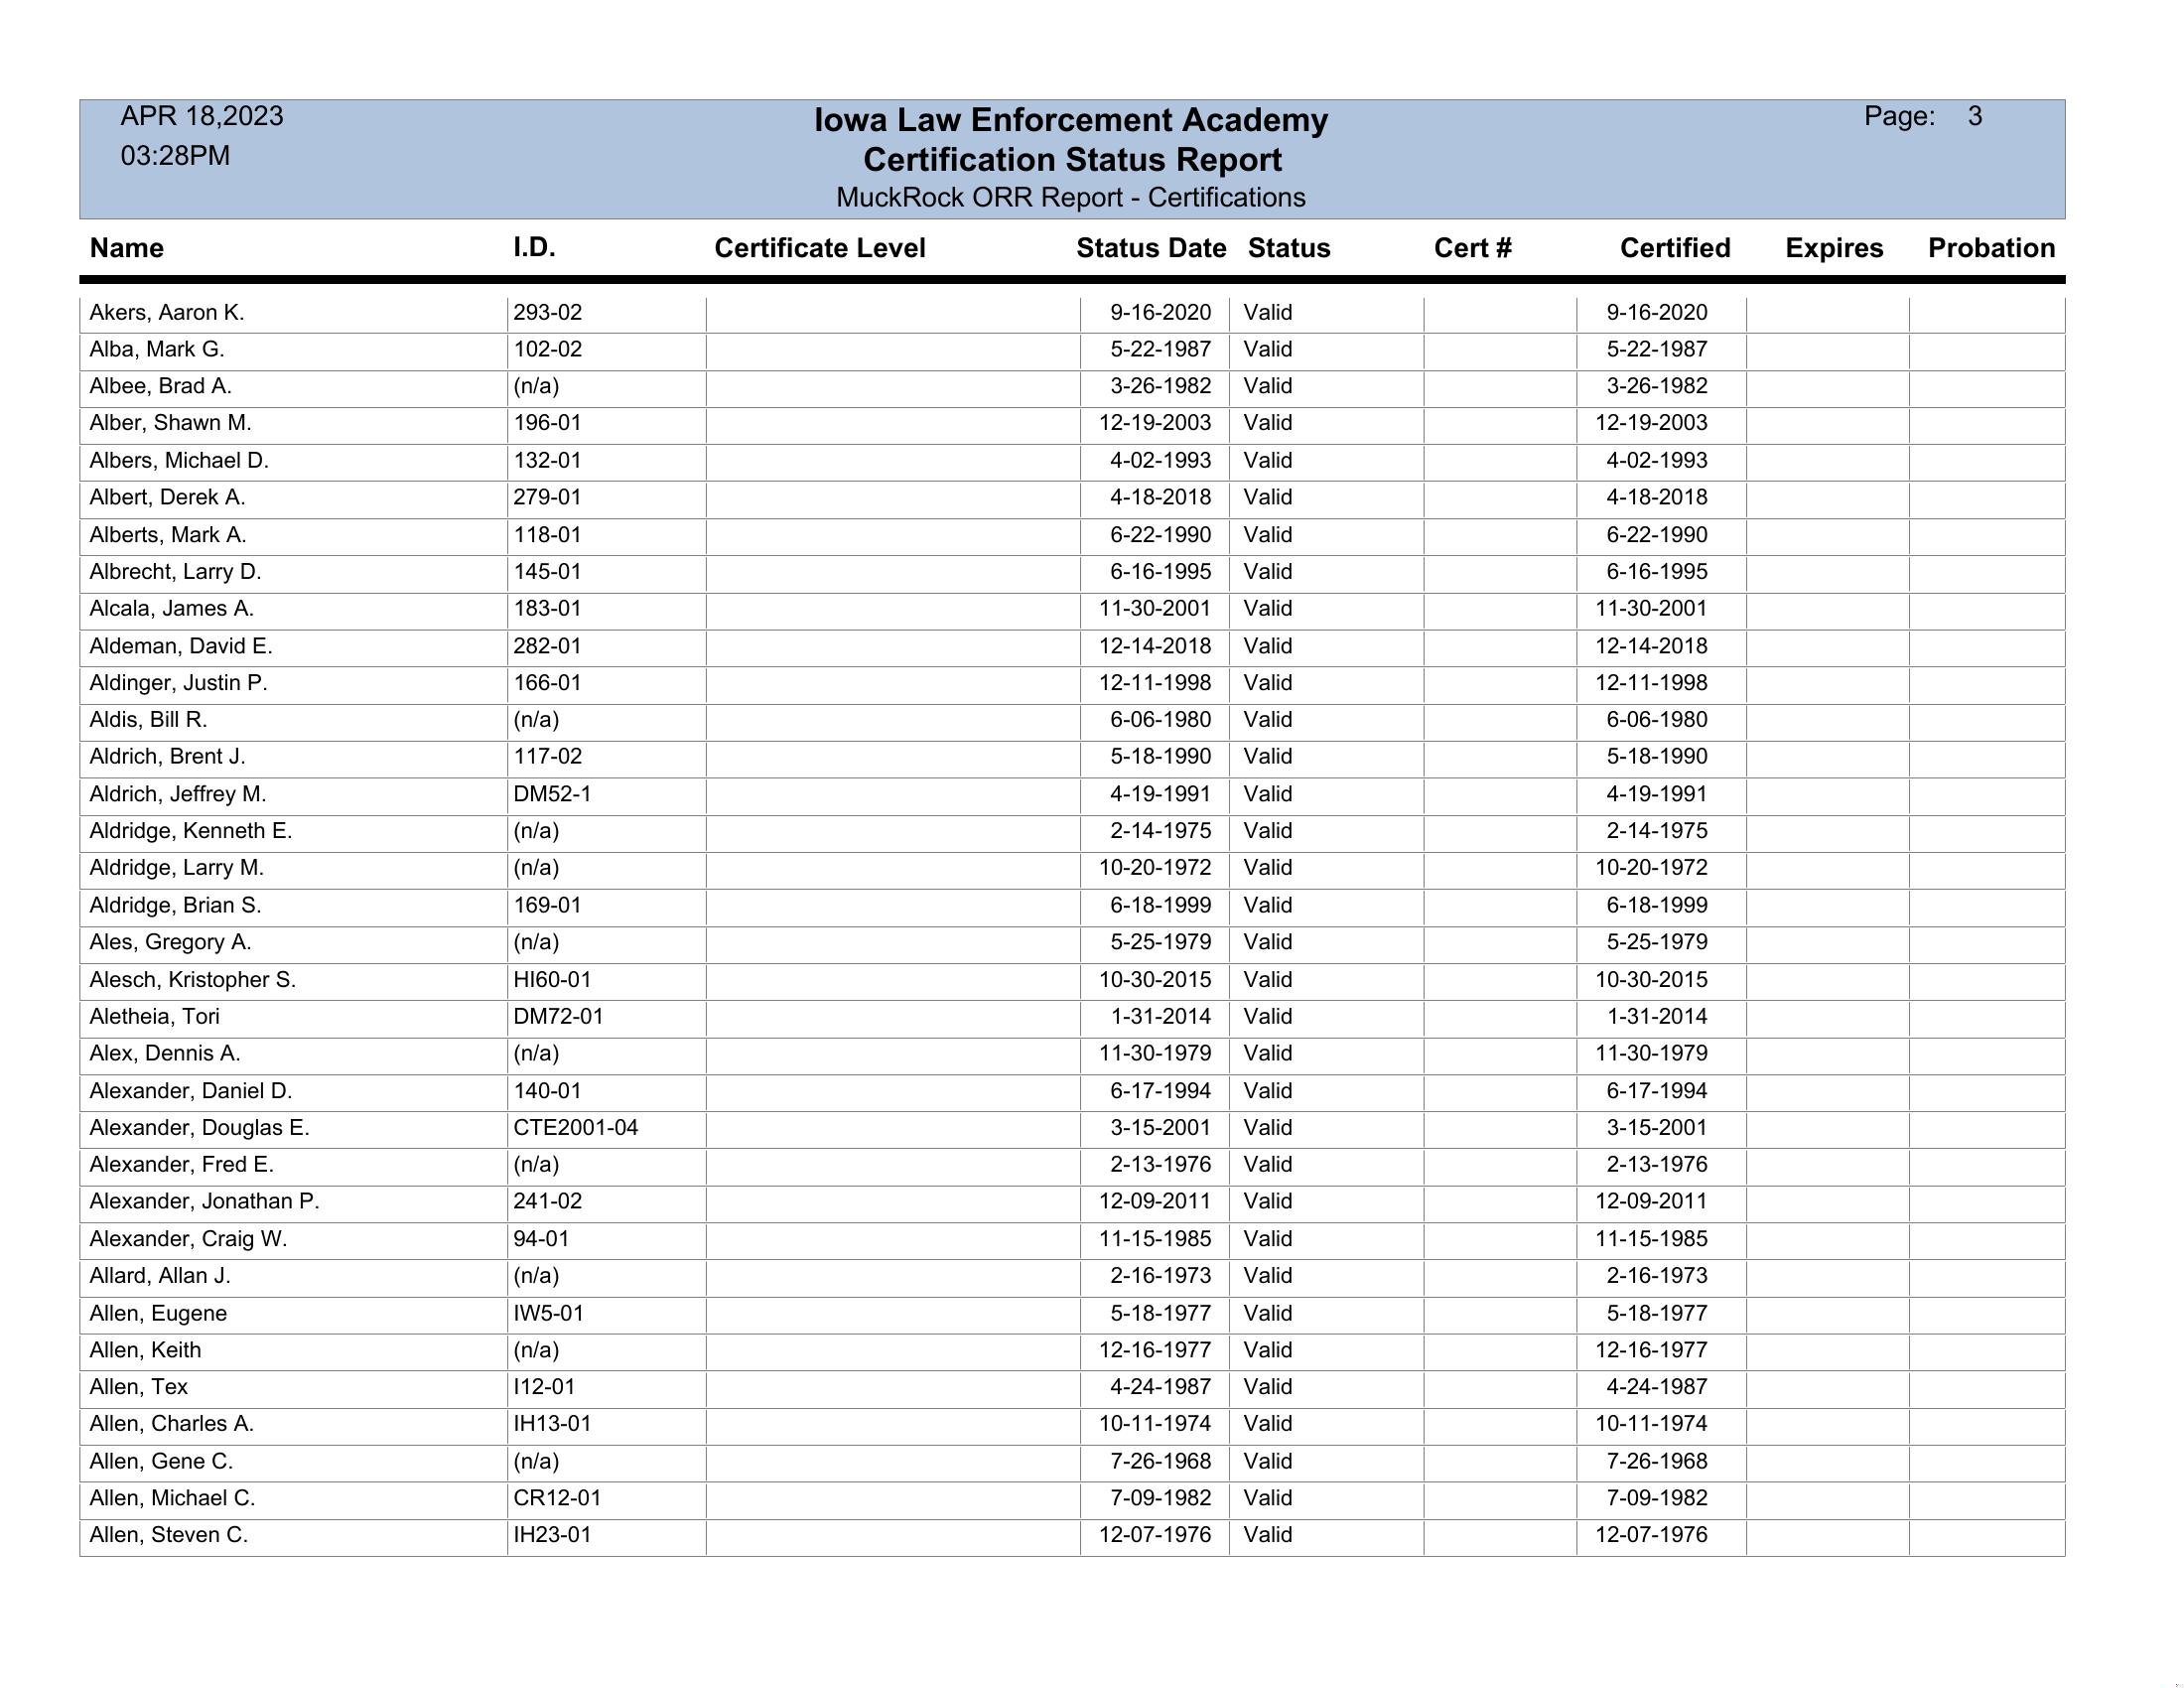 APR 18,2023
03:28PM
Iowa Law Enforcement Academy
Certification Status Report
MuckRock ORR Report - Certifications
Page: 3
Name I.D. Certificate Level Status Date Status Cert # Certified Expires Probation
Akers, Aaron K. 293-02 9-16-2020 Valid 9-16-2020
Alba, Mark G. 102-02 5-22-1987 Valid 5-22-1987
Albee, Brad A. (n/a) 3-26-1982 Valid 3-26-1982
Alber, Shawn M. 196-01 12-19-2003 Valid 12-19-2003
Albers, Michael D. 132-01 4-02-1993 Valid 4-02-1993
Albert, Derek A. 279-01 4-18-2018 Valid 4-18-2018
Alberts, Mark A. 118-01 6-22-1990 Valid 6-22-1990
Albrecht, Larry D. 145-01 6-16-1995 Valid 6-16-1995
Alcala, James A. 183-01 11-30-2001 Valid 11-30-2001
Aldeman, David E. 282-01 12-14-2018 Valid 12-14-2018
Aldinger, Justin P. 166-01 12-11-1998 Valid 12-11-1998
Aldis, Bill R. (n/a) 6-06-1980 Valid 6-06-1980
Aldrich, Brent J. 117-02 5-18-1990 Valid 5-18-1990
Aldrich, Jeffrey M. DM52-1 4-19-1991 Valid 4-19-1991
Aldridge, Kenneth E. (n/a) 2-14-1975 Valid 2-14-1975
Aldridge, Larry M. (n/a) 10-20-1972 Valid 10-20-1972
Aldridge, Brian S. 169-01 6-18-1999 Valid 6-18-1999
Ales, Gregory A. (n/a) 5-25-1979 Valid 5-25-1979
Alesch, Kristopher S. HI60-01 10-30-2015 Valid 10-30-2015
Aletheia, Tori DM72-01 1-31-2014 Valid 1-31-2014
Alex, Dennis A. (n/a) 11-30-1979 Valid 11-30-1979
Alexander, Daniel D. 140-01 6-17-1994 Valid 6-17-1994
Alexander, Douglas E. CTE2001-04 3-15-2001 Valid 3-15-2001
Alexander, Fred E. (n/a) 2-13-1976 Valid 2-13-1976
Alexander, Jonathan P. 241-02 12-09-2011 Valid 12-09-2011
Alexander, Craig W. 94-01 11-15-1985 Valid 11-15-1985
Allard, Allan J. (n/a) 2-16-1973 Valid 2-16-1973
Allen, Eugene IW5-01 5-18-1977 Valid 5-18-1977
Allen, Keith (n/a) 12-16-1977 Valid 12-16-1977
Allen, Tex I12-01 4-24-1987 Valid 4-24-1987
Allen, Charles A. IH13-01 10-11-1974 Valid 10-11-1974
Allen, Gene C. (n/a) 7-26-1968 Valid 7-26-1968
Allen, Michael C. CR12-01 7-09-1982 Valid 7-09-1982
Allen, Steven C. IH23-01 12-07-1976 Valid 12-07-1976